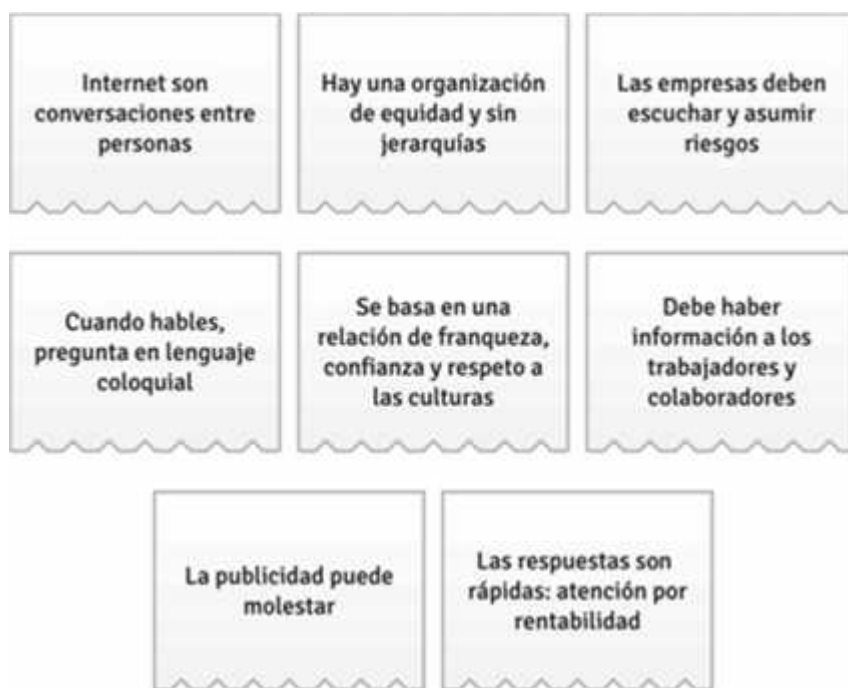 Internet son
conversaciones entre
personas
Hay una organización
de equidad y sin
jerarquías
Las empresas deben
escuchar y asumir
riesgos
Cuando hables,
pregunta en lenguaje
coloquial
Se basa en una
relación de franqueza,
confianza y respeto a
las culturas
Debe haber
información a los
trabajadores y
colaboradores
La publicidad puede
molestar
Las respuestas son
rápidas: atención por
rentabilidad